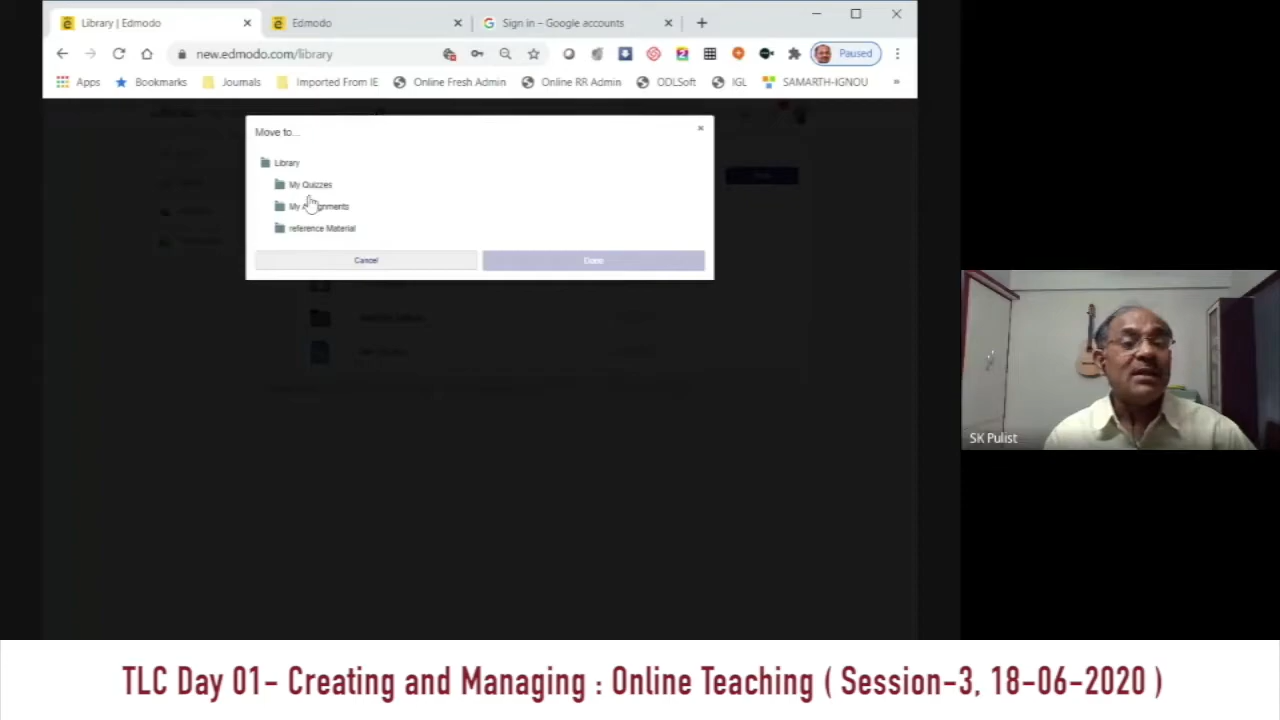 Library | Edmodo
Edmodo
Sign in – Google accounts
new.edmodo.com/library
Paused
Apps
Bookmarks
Journals
Imported From IE
Online Fresh Admin
Online RR Admin
ODLSoft
IGL
SAMARTH-IGNOU
»
Move to...
Library
My Quizzes
My
reference Material
Cancel
Done
SK Pulist
TLC Day 01- Creating and Managing : Online Teaching ( Session-3, 18-06-2020 )